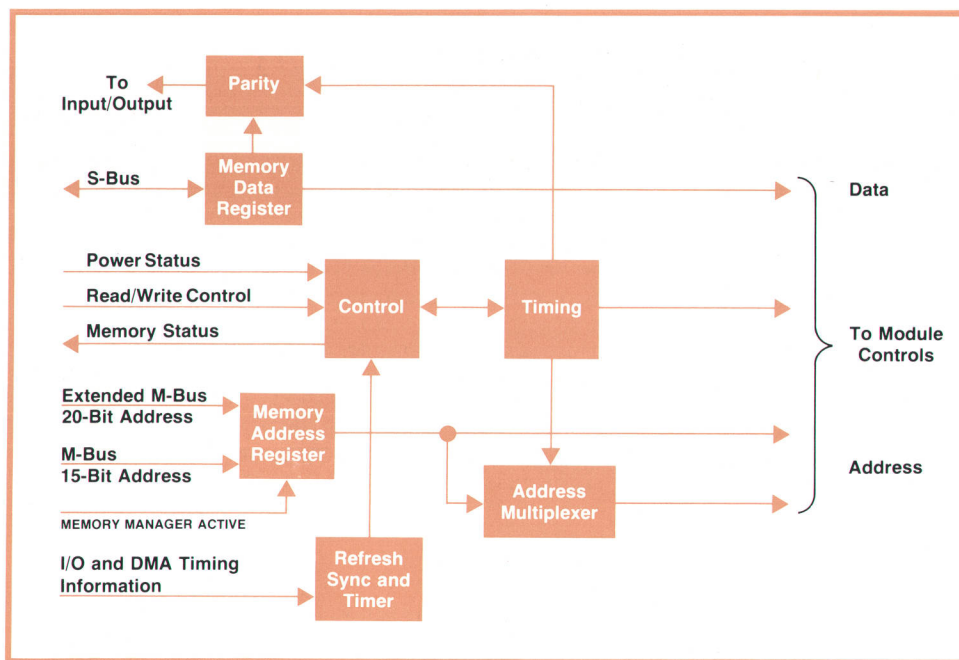 To
Input/Output
Parity
S-Bus
Memory
Data
Register
Data
Power Status
Read/Write Control
Memory Status
Control
Timing
To Module
Controls
Extended M-Bus
20-Bit Address
M-Bus
15-Bit Address
MEMORY MANAGER ACTIVE
Memory
Address
Register
Address
Multiplexer
Address
I/O and DMA Timing
Information
Refresh
Sync and
Timer